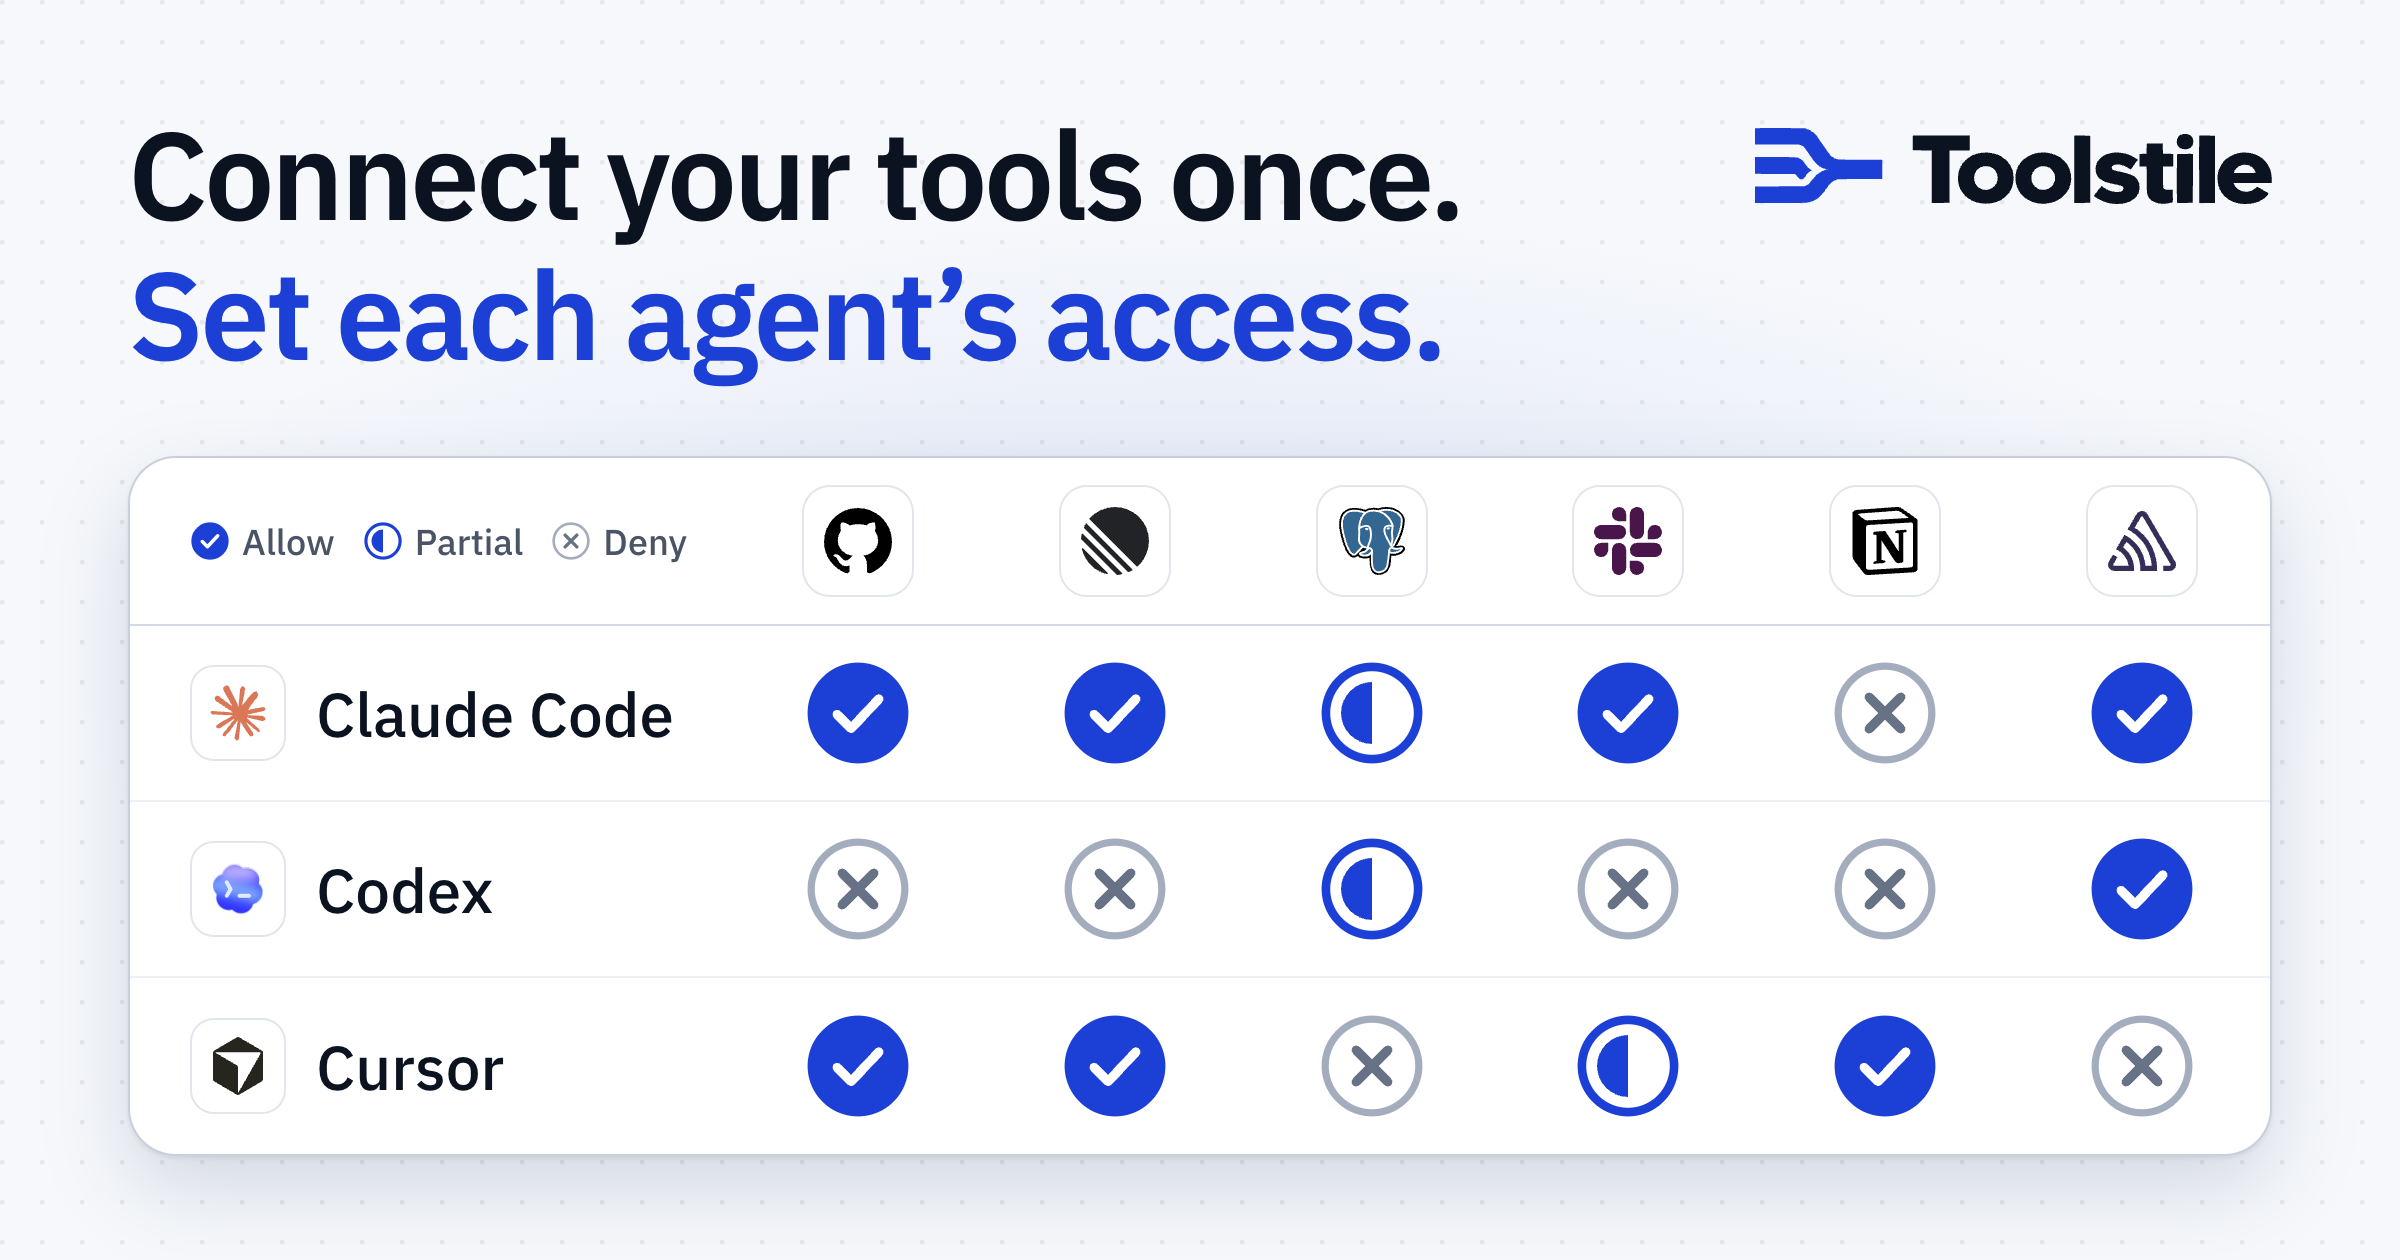 Connect your tools once.
Toolstile
Set each agent’s access.
Allow Partial Deny
N
Claude Code
Codex
Cursor